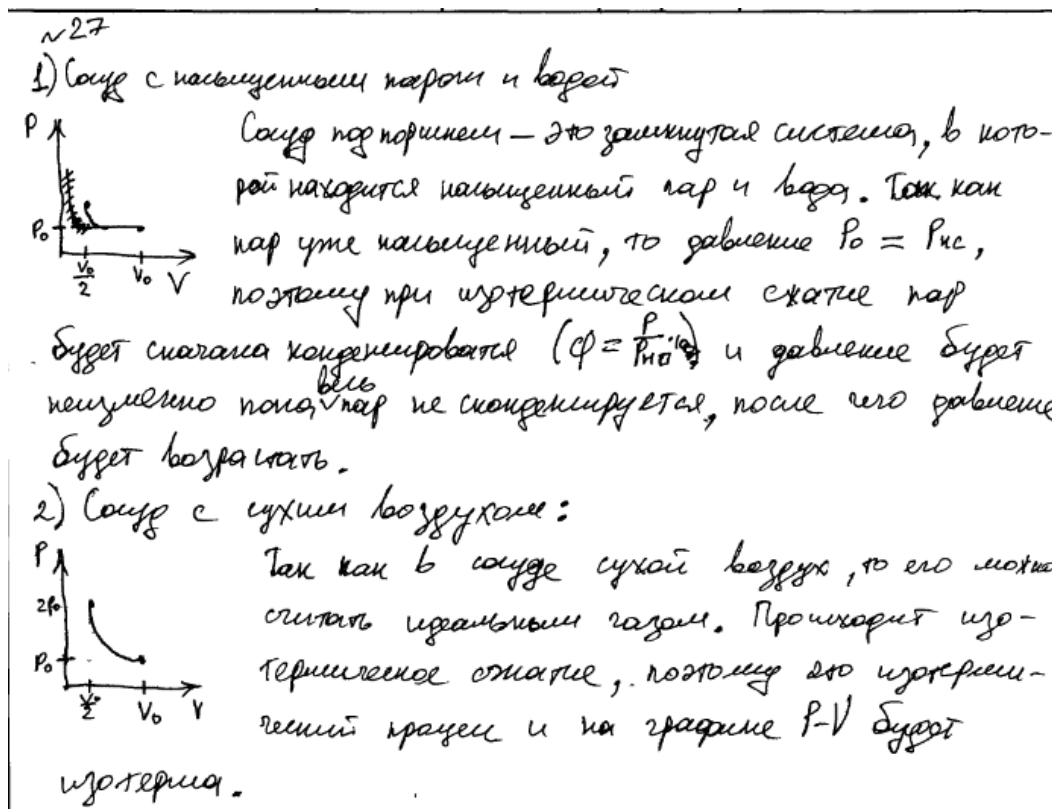 №27
1) Сосуд с насыщенным паром и водой
P
P₀
V₀/2
V₀
V
Сосуд под поршнем – это замкнутая система, в кото-
рой находится насыщенный пар и вода. Так как
пар уже насыщенный, то давление P₀ = Pнс,
поэтому при изотермическом сжатие пар
будет сначала конденсироватся (φ = P/Pнп) и давление будет
неизменно пока, весь пар не сконденсируется, после чего давление
будет возрастать.
2) Сосуд с сухим воздухом:
P
2P₀
P₀
V₀/2
V₀
V
Так как в сосуде сухой воздух, то его можно
считать идеальным газом. Происходит изо-
термическое сжатие, поэтому это изотерми-
ческий процесс и на графике P-V будет
изотерма.